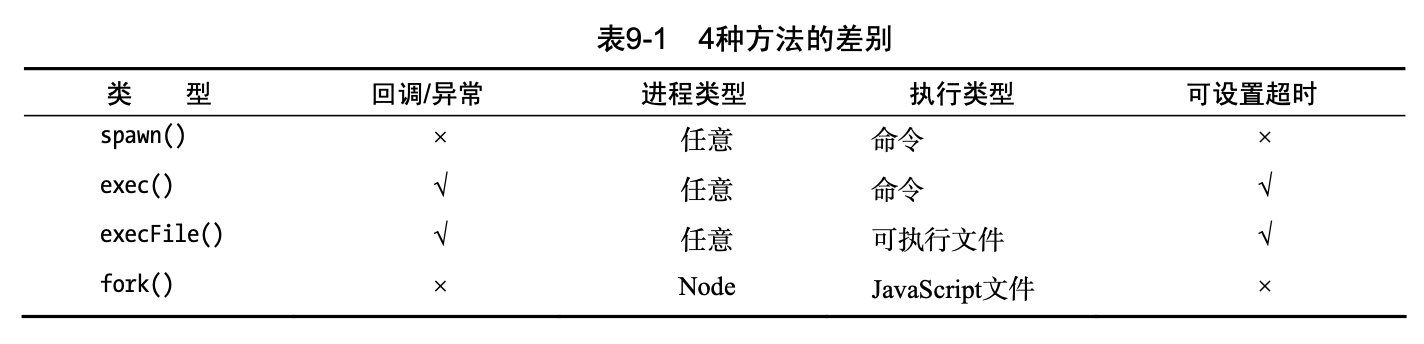 表9-1 4种方法的差别
类 型 回调/异常 进程类型 执行类型 可设置超时
spawn() × 任意 命令 ×
exec() √ 任意 命令 √
execFile() √ 任意 可执行文件 √
fork() × Node JavaScript文件 ×